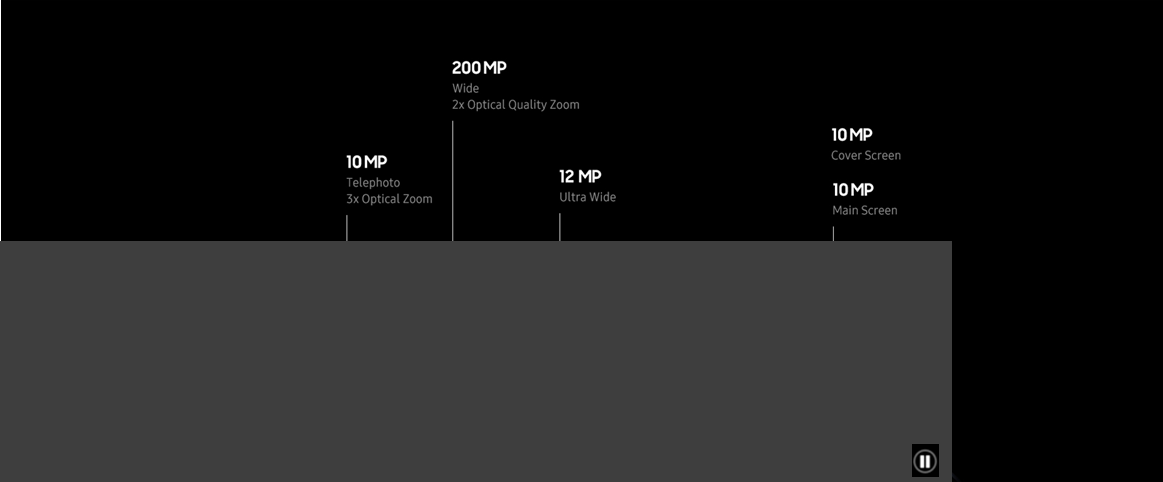 200 MP
Wide
2x Optical Quality Zoom
10 MP
Telephoto
3x Optical Zoom
12 MP
Ultra Wide
10 MP
Cover Screen
10 MP
Main Screen